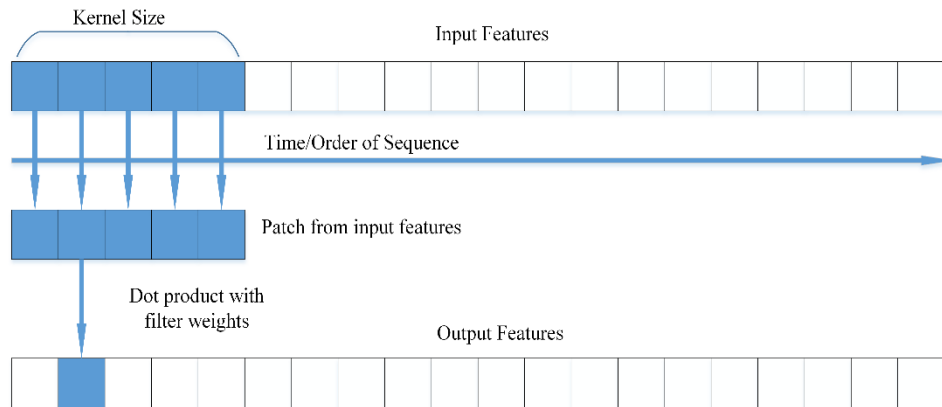 Kernel Size
Input Features
Time/Order of Sequence
Patch from input features
Dot product with
filter weights
Output Features